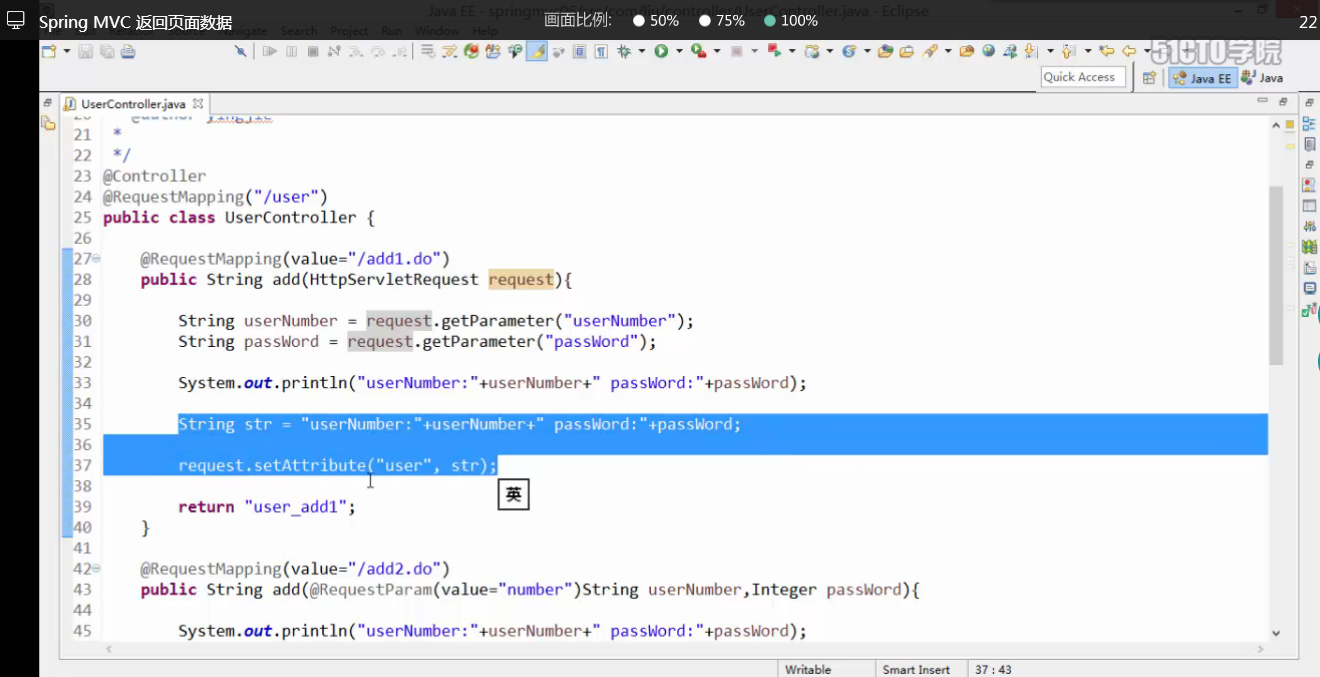 Spring MVC 返回页面数据
画面比例: 50% 75% 100%
22
Java EE - springmvc06/src/com/liu/controller/UserController.java - Eclipse
Navigate Search Project Run Window Help
51CTO学院
Quick Access
Java EE
Java
UserController.java
20 * @author yingjie
21 *
22 */
23 @Controller
24 @RequestMapping("/user")
25 public class UserController {
26
27 @RequestMapping(value="/add1.do")
28 public String add(HttpServletRequest request){
29
30 String userNumber = request.getParameter("userNumber");
31 String passWord = request.getParameter("passWord");
32
33 System.out.println("userNumber:"+userNumber+" passWord:"+passWord);
34
35 String str = "userNumber:"+userNumber+" passWord:"+passWord;
36
37 request.setAttribute("user", str);
38
英
39 return "user_add1";
40 }
41
42 @RequestMapping(value="/add2.do")
43 public String add(@RequestParam(value="number")String userNumber,Integer passWord){
44
45 System.out.println("userNumber:"+userNumber+" passWord:"+passWord);
Writable
Smart Insert
37 : 43